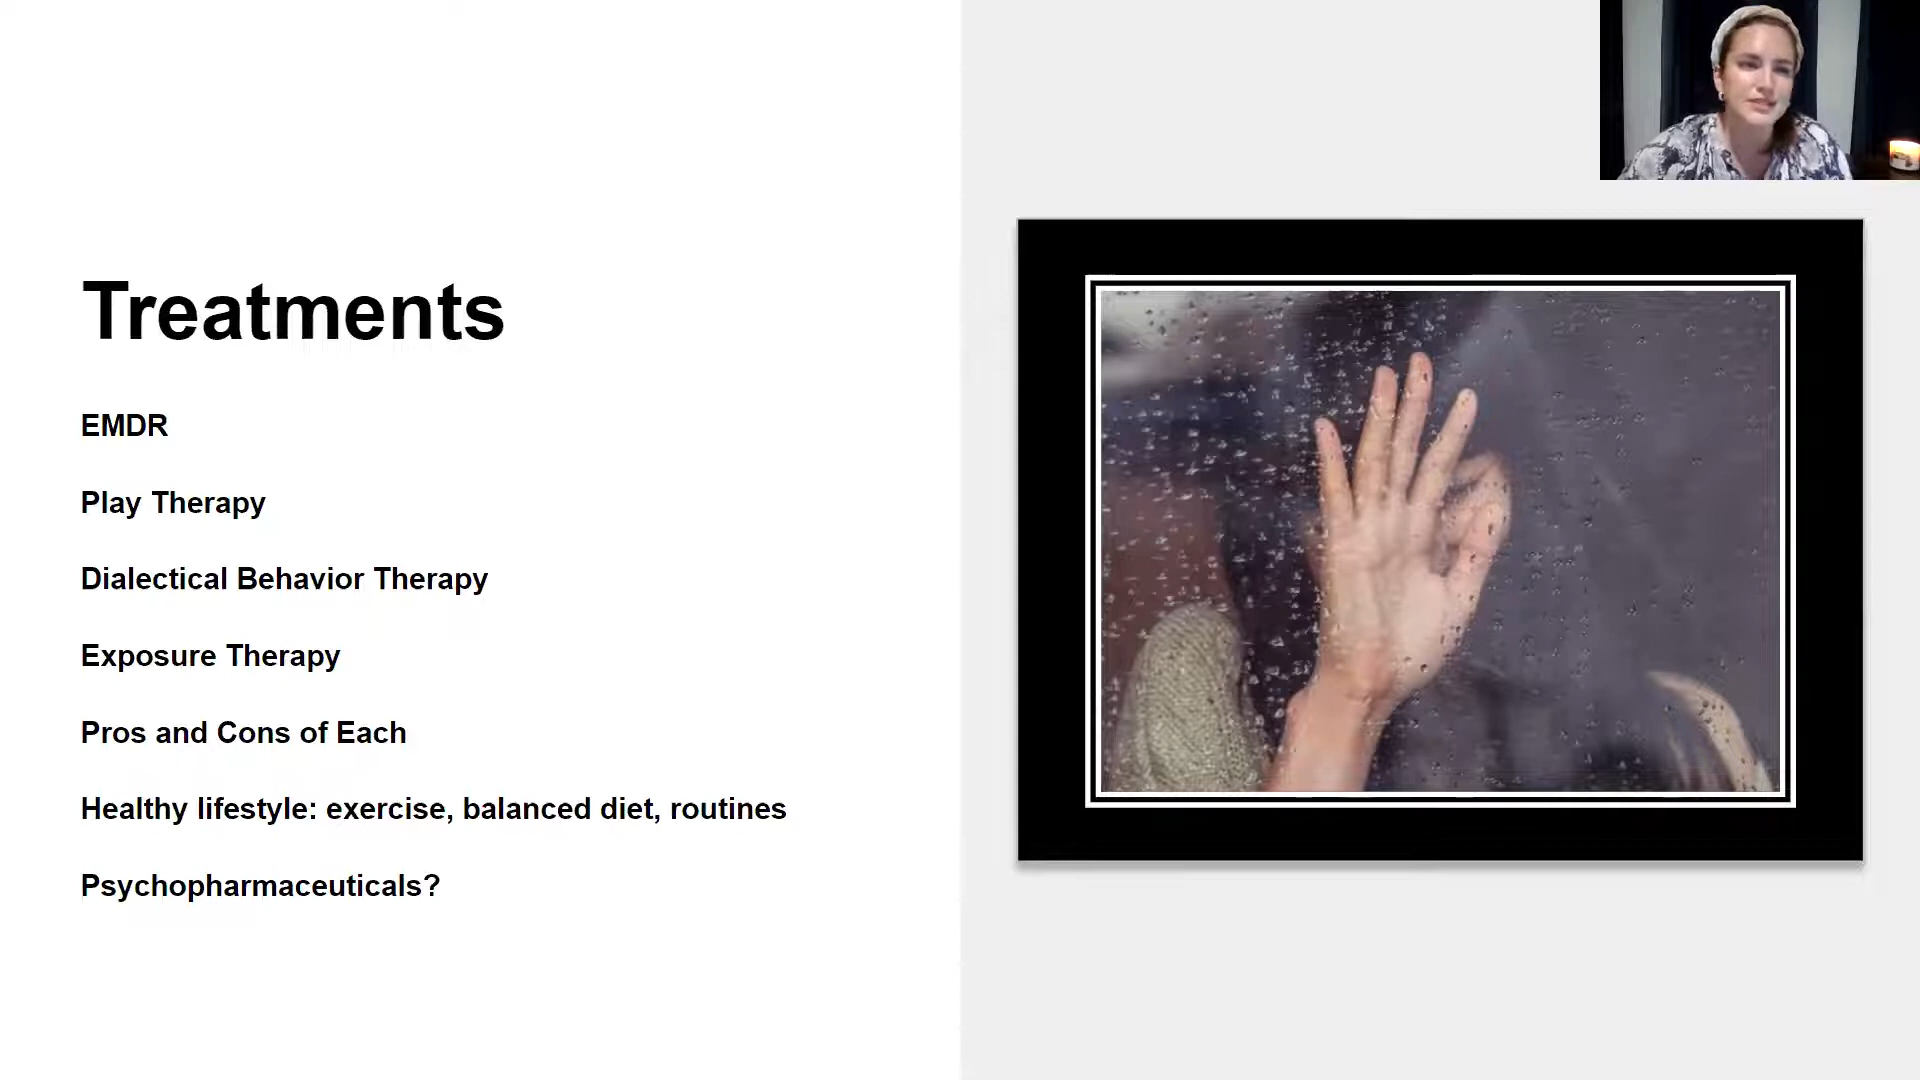 Treatments
EMDR
Play Therapy
Dialectical Behavior Therapy
Exposure Therapy
Pros and Cons of Each
Healthy lifestyle: exercise, balanced diet, routines
Psychopharmaceuticals?